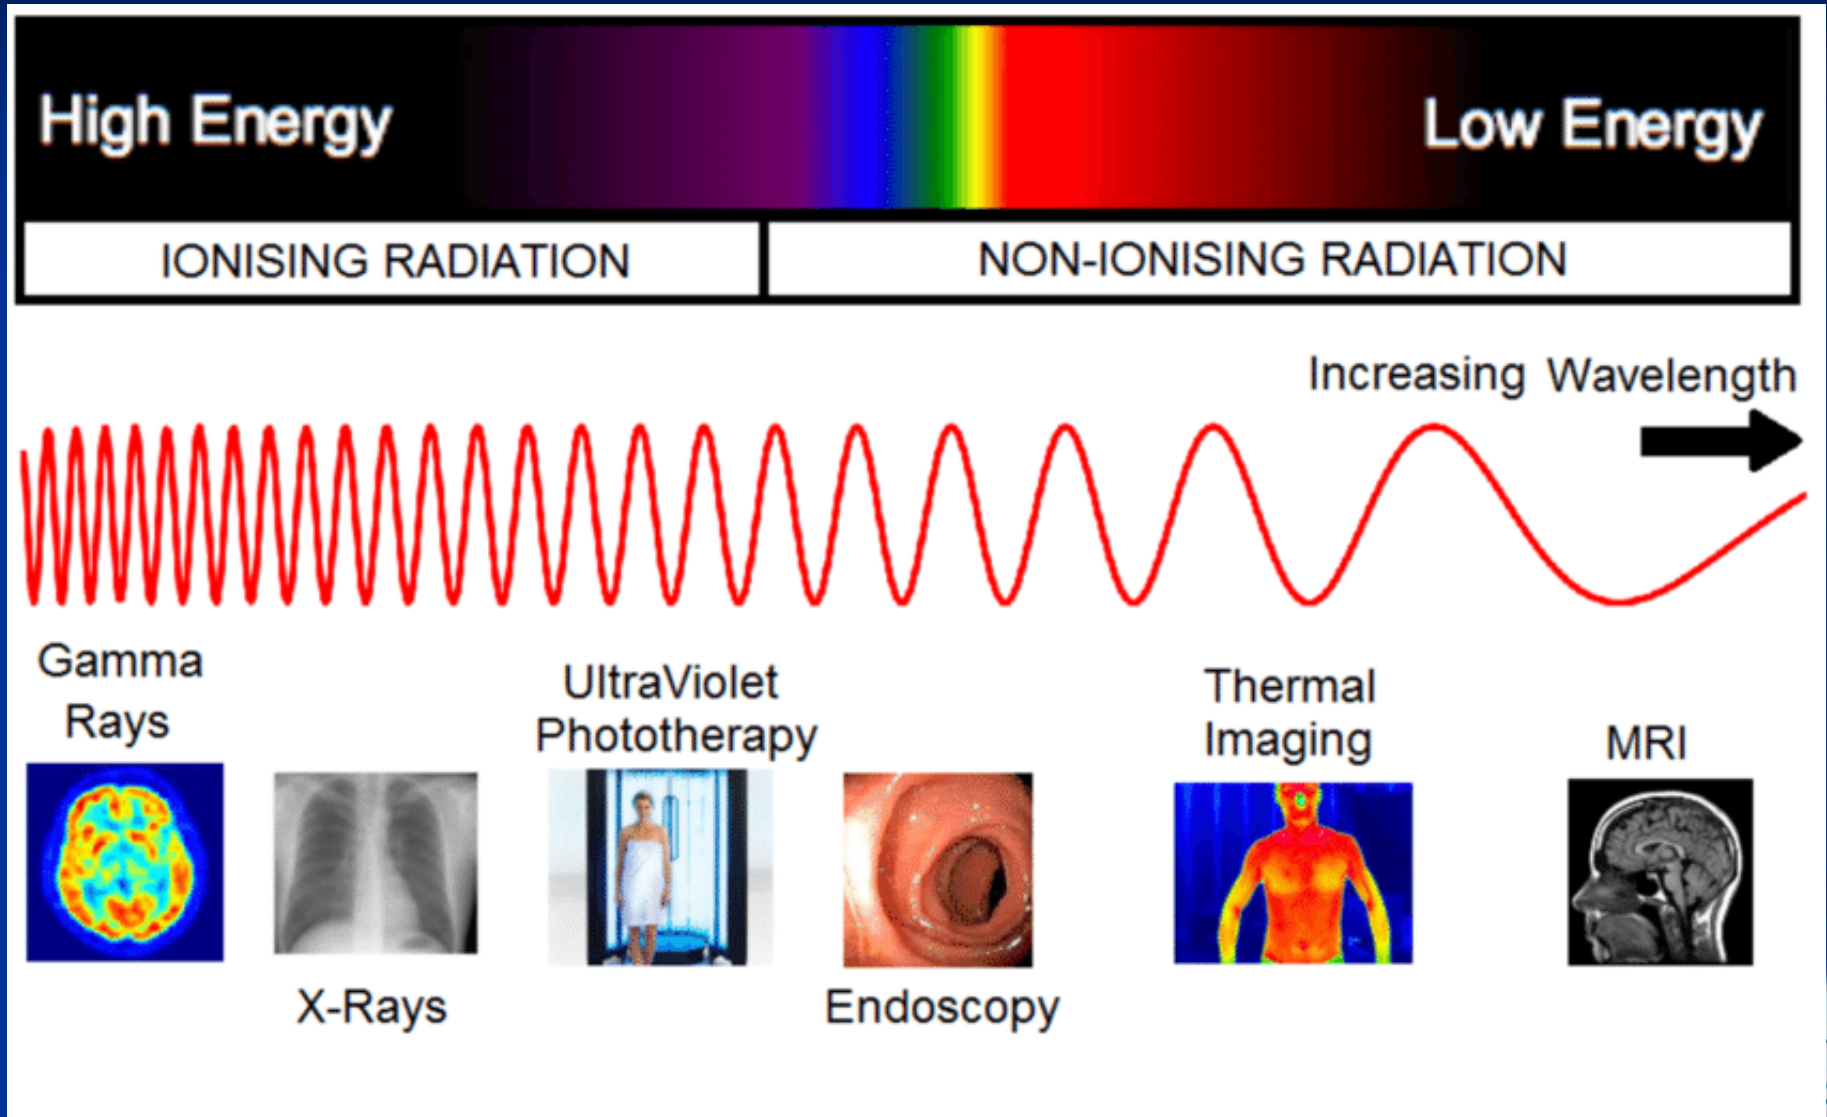 High Energy
Low Energy
IONISING RADIATION
NON-IONISING RADIATION
Increasing Wavelength
Gamma
Rays
UltraViolet
Phototherapy
Thermal
Imaging
MRI
X-Rays
Endoscopy